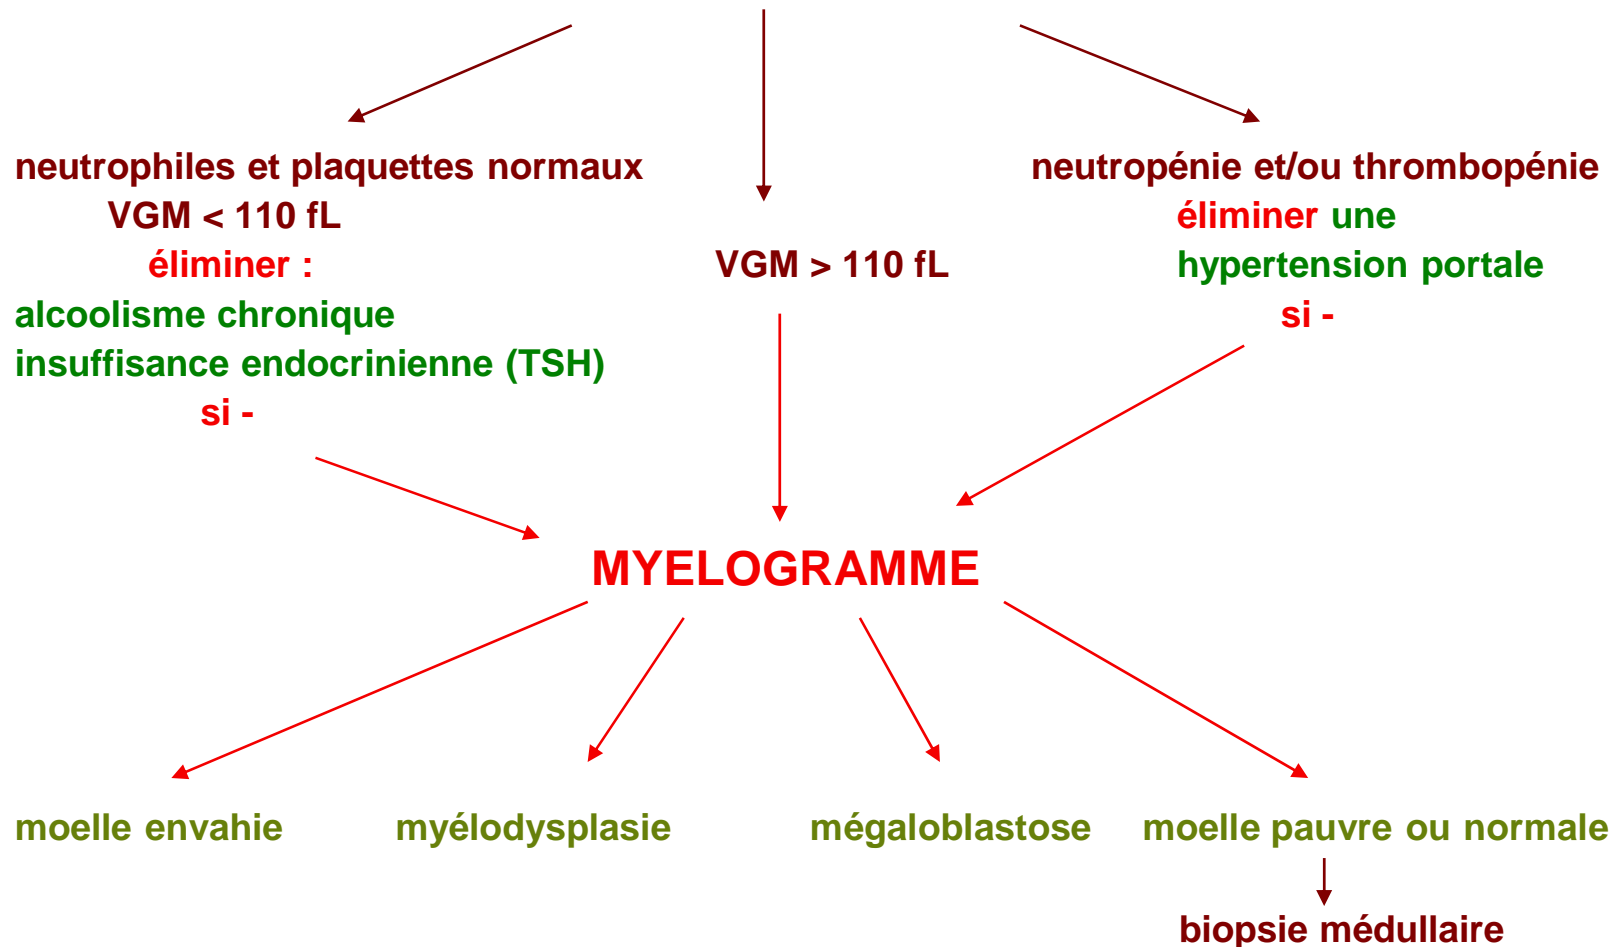 neutrophiles et plaquettes normaux
VGM < 110 fL
éliminer :
alcoolisme chronique
insuffisance endocrinienne (TSH)
si -
VGM > 110 fL
neutropénie et/ou thrombopénie
éliminer une
hypertension portale
si -
MYELOGRAMME
moelle envahie
myélodysplasie
mégaloblastose
moelle pauvre ou normale
biopsie médullaire